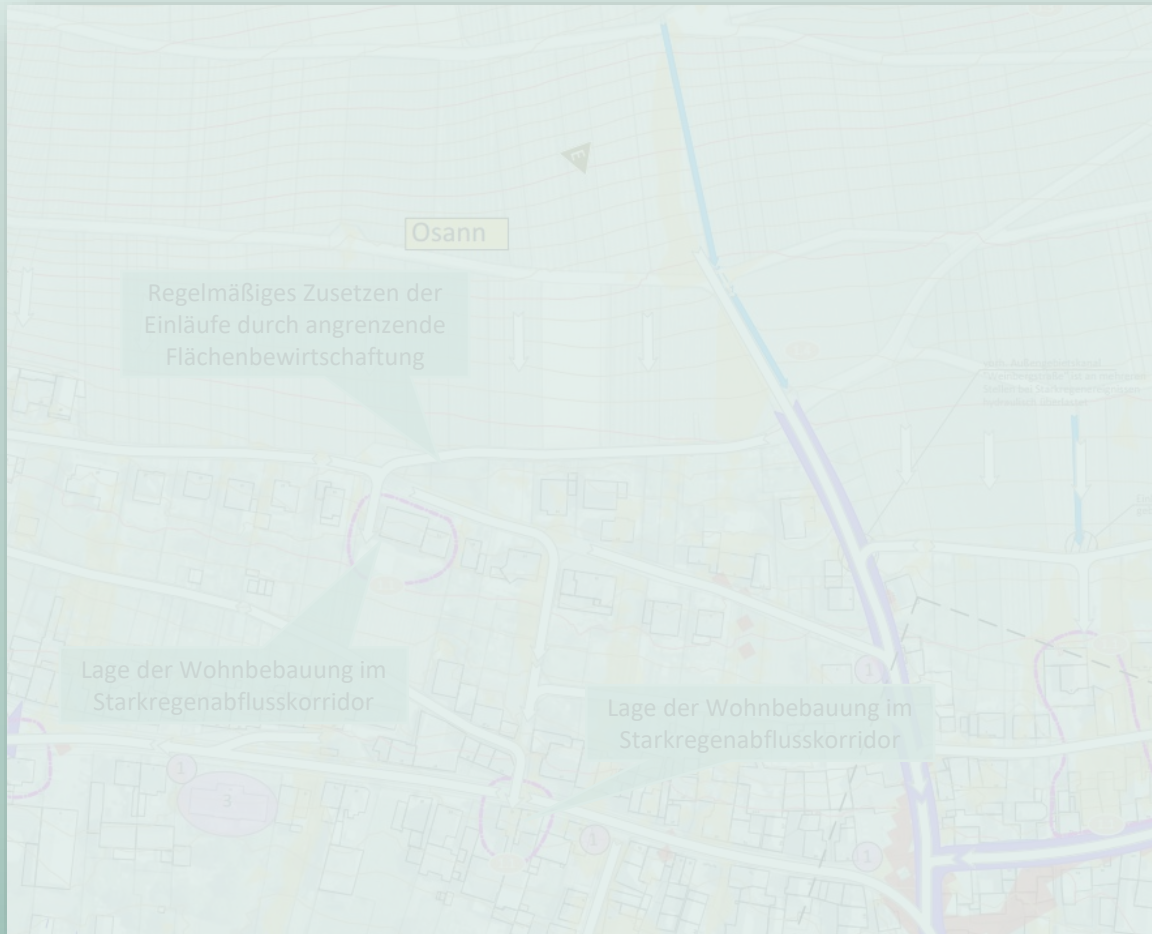 Osann
Regelmäßiges Zusetzen der
Einläufe durch angrenzende
Flächenbewirtschaftung
Lage der Wohnbebauung im
Starkregenabflusskorridor
1
Lage der Wohnbebauung im
Starkregenabflusskorridor
1
3
1
1